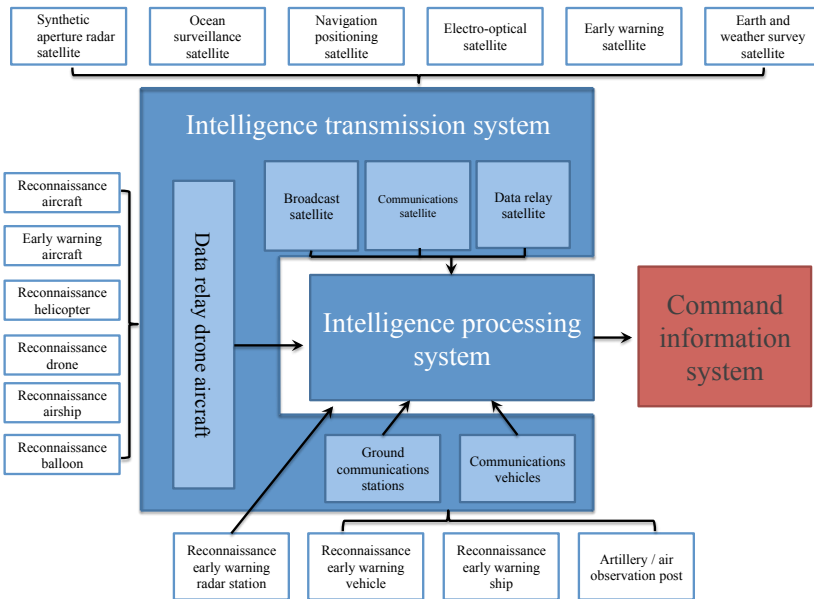 Synthetic
aperture radar
satellite
Ocean
surveillance
satellite
Navigation
positioning
satellite
Electro-optical
satellite
Early warning
satellite
Earth and
weather survey
satellite
Intelligence transmission system
Broadcast
satellite
Communications
satellite
Data relay
satellite
Reconnaissance
aircraft
Early warning
aircraft
Reconnaissance
helicopter
Reconnaissance
drone
Reconnaissance
airship
Reconnaissance
balloon
Data relay drone aircraft
Intelligence processing
system
Command
information
system
Ground
communications
stations
Communications
vehicles
Reconnaissance
early warning
radar station
Reconnaissance
early warning
vehicle
Reconnaissance
early warning
ship
Artillery / air
observation post